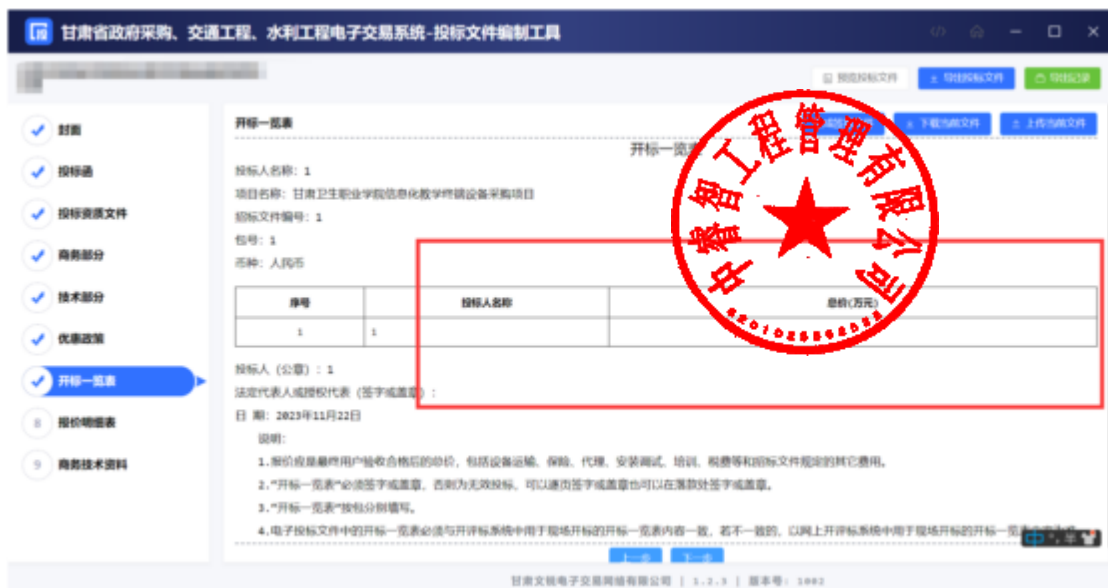 甘肃省政府采购、交通工程、水利工程电子交易系统-投标文件编制工具
预览投标文件
导出投标文件
导出记录
封面
投标函
投标资质文件
商务部分
技术部分
优惠政策
开标一览表
8 报价明细表
9 商务技术资料
开标一览表
下载当前文件
上传当前文件
开标一览表
投标人名称: 1
项目名称: 甘肃卫生职业学院信息化教学终端设备采购项目
招标文件编号: 1
包号: 1
币种: 人民币
序号 投标人名称 总价(万元)
1 1
投标人 (公章) : 1
法定代表人或授权代表 (签字或盖章) :
日 期: 2023年11月22日
说明:
1.报价应是最终用户验收合格后的总价, 包括设备运输、保险、代理、安装调试、培训、税费等和招标文件规定的其它费用。
2."开标一览表"必须签字或盖章, 否则为无效投标, 可以逐页签字或盖章也可以在落款处签字或盖章。
3."开标一览表"按包分别填写。
4.电子投标文件中的开标一览表必须与开评标系统中用于现场开标的开标一览表内容一致, 若不一致的, 以网上开评标系统中用于现场开标的开标一览
上一步
下一步
中睿智工程管理有限公司
甘肃文锐电子交易网络有限公司 | 1.2.3 | 版本号: 1002
中 半